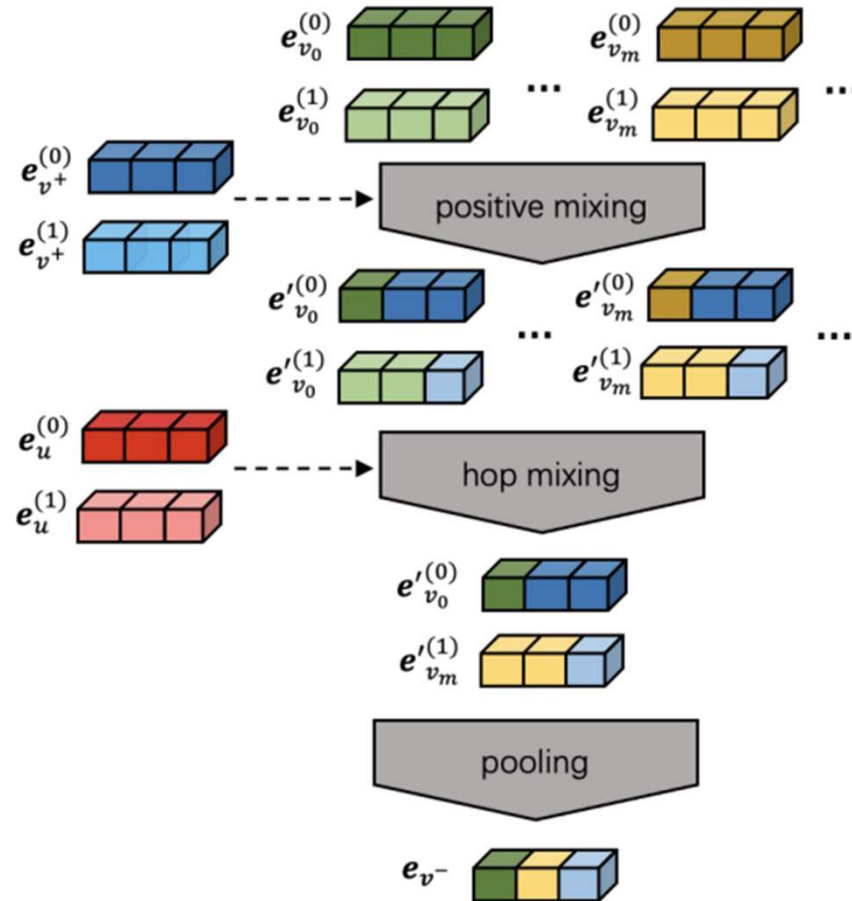 e_{v_0}^{(0)} e_{v_m}^{(0)}
e_{v_0}^{(1)} ... e_{v_m}^{(1)} ...
e_{v^+}^{(0)}
positive mixing
e_{v^+}^{(1)}
e'_{v_0}^{(0)} e'_{v_m}^{(0)}
... ...
e'_{v_0}^{(1)} e'_{v_m}^{(1)}
e_u^{(0)}
hop mixing
e_u^{(1)}
e'_{v_0}^{(0)}
e'_{v_m}^{(1)}
pooling
e_{v^-}